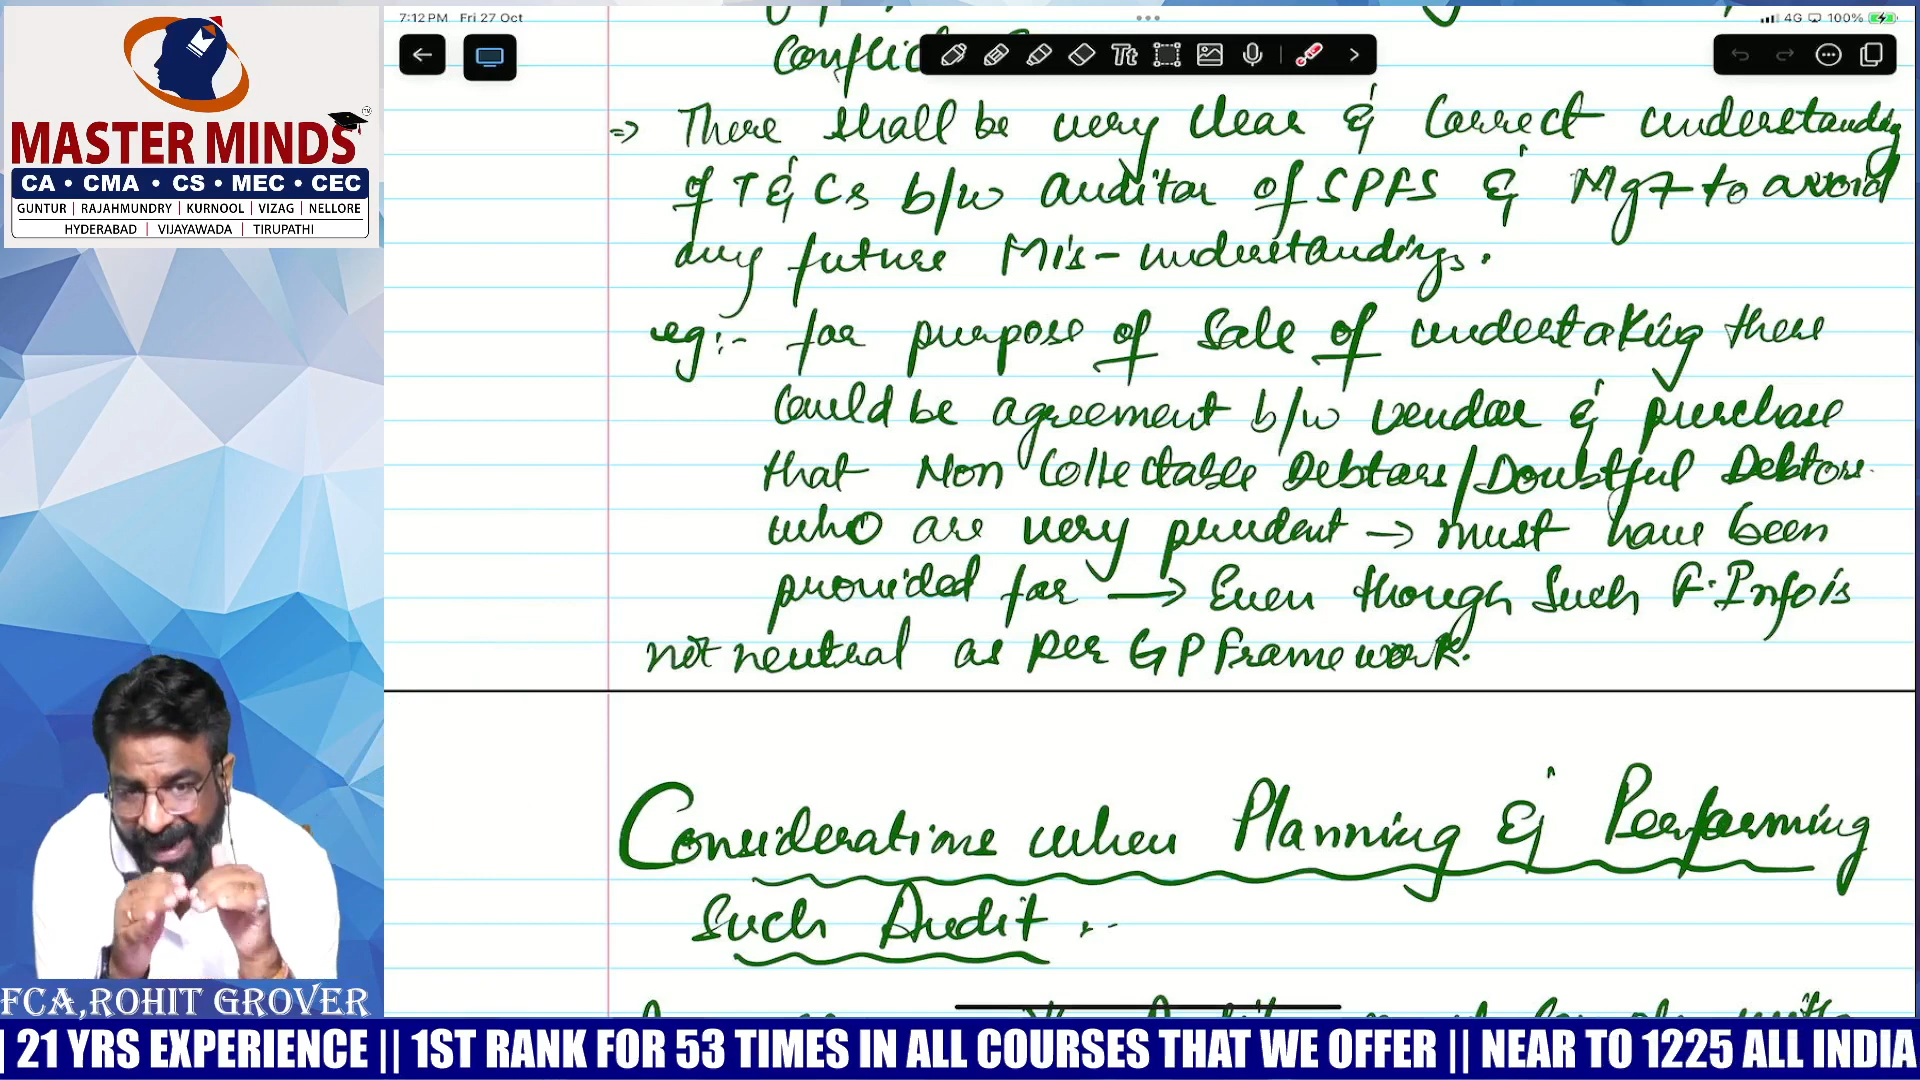 7:12 PM Fri 27 Oct
4G 100%
Conflic
MASTER MINDS
CA • CMA • CS • MEC • CEC
GUNTUR | RAJAHMUNDRY | KURNOOL | VIZAG | NELLORE
HYDERABAD | VIJAYAWADA | TIRUPATHI
Tt
=> There shall be very clear & correct understanding
of T & Cs b/w auditor of SPFS & Mgt to avoid
any future Mis-understandings.
eg:- for purpose of Sale of undertaking there
could be agreement b/w vendor & purchase
that Non Collectable Debtors/Doubtful Debtors
who are very prudent → must have been
provided for → Even though Such F.Info is
not neutral as per GP Framework.
Considerations when Planning & Performing
Such Audit :-
FCA,ROHIT GROVER
| 21 YRS EXPERIENCE || 1ST RANK FOR 53 TIMES IN ALL COURSES THAT WE OFFER || NEAR TO 1225 ALL INDIA